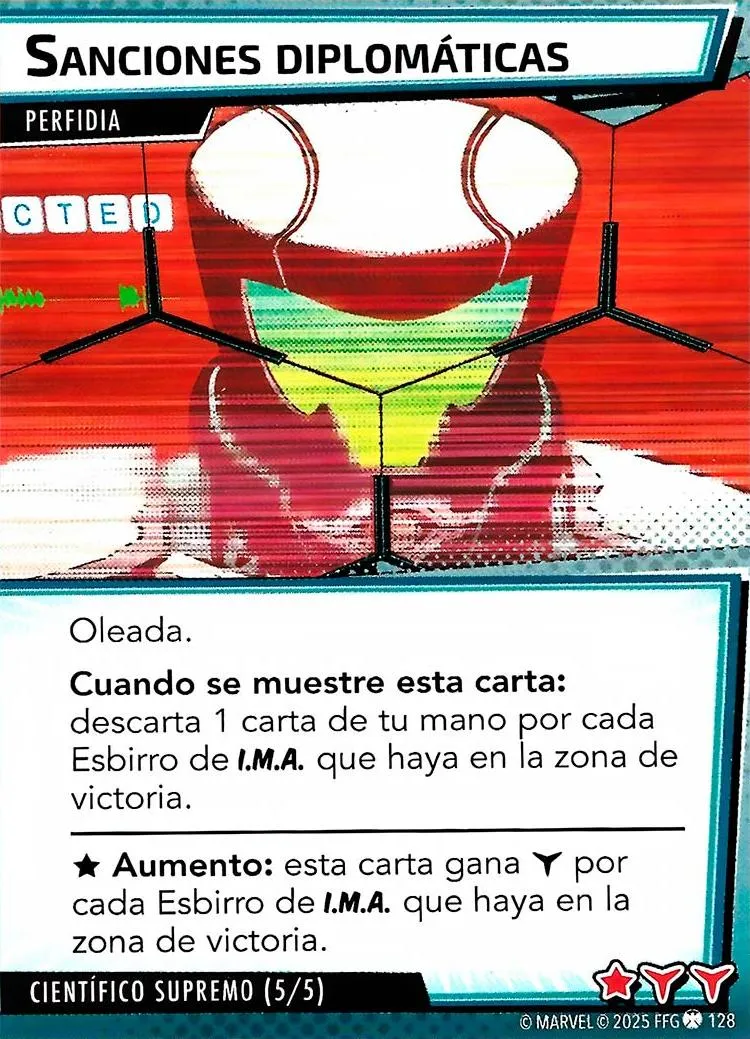 SANCIONES DIPLOMÁTICAS
PERFIDIA
CTED
Oleada.
Cuando se muestre esta carta:
descarta 1 carta de tu mano por cada
Esbirro de I.M.A. que haya en la zona de
victoria.
★ Aumento: esta carta gana por
cada Esbirro de I.M.A. que haya en la
zona de victoria.
CIENTÍFICO SUPREMO (5/5)
© MARVEL © 2025 FFG 128